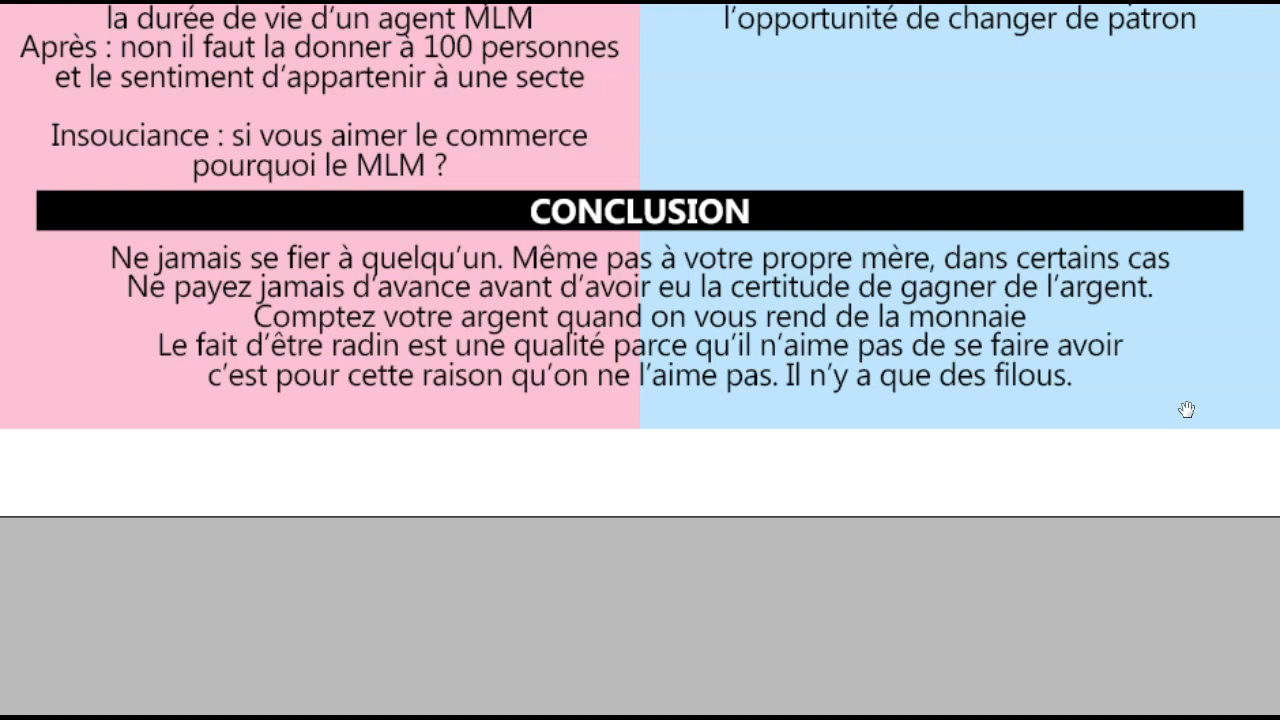 la durée de vie d'un agent MLM
Après : non il faut la donner à 100 personnes
et le sentiment d'appartenir à une secte
Insouciance : si vous aimer le commerce
pourquoi le MLM ?
l'opportunité de changer de patron
CONCLUSION
Ne jamais se fier à quelqu'un. Même pas à votre propre mère, dans certains cas
Ne payez jamais d'avance avant d'avoir eu la certitude de gagner de l'argent.
Comptez votre argent quand on vous rend de la monnaie
Le fait d'être radin est une qualité parce qu'il n'aime pas de se faire avoir
c'est pour cette raison qu'on ne l'aime pas. Il n'y a que des filous.